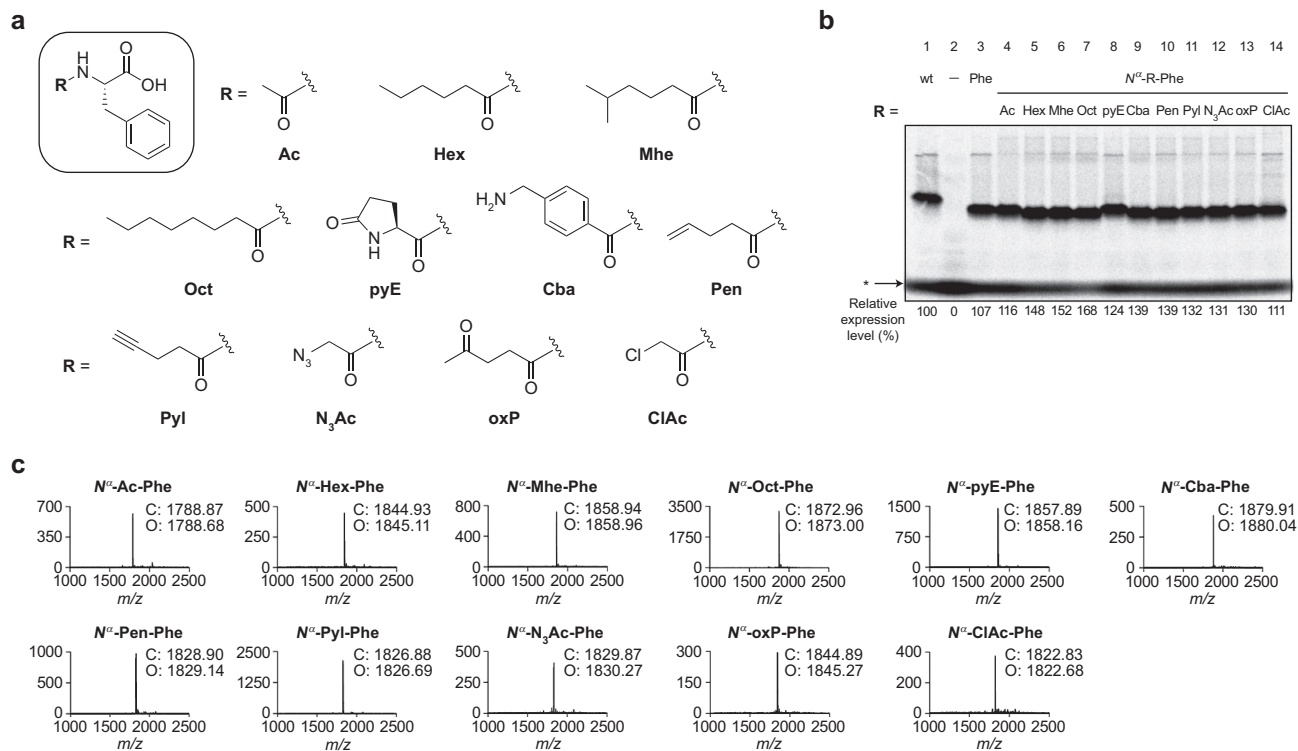 a
H
N
O
OH
R
R =
O
Ac
O
Hex
O
Mhe
R =
O
Oct
O
N
H
O
pyE
H2N
O
Cba
O
Pen
R =
O
Pyl
N3
O
N3Ac
O
O
oxP
Cl
O
ClAc
b
1 2 3 4 5 6 7 8 9 10 11 12 13 14
wt – Phe Nα-R-Phe
R = Ac Hex Mhe Oct pyE Cba Pen Pyl N3Ac oxP ClAc
*
Relative
expression
level (%)
100 0 107 116 148 152 168 124 139 139 132 131 130 111
c
Nα-Ac-Phe
700
350
0
1000 1500 2000 2500
m/z
C: 1788.87
O: 1788.68
Nα-Hex-Phe
500
250
0
1000 1500 2000 2500
m/z
C: 1844.93
O: 1845.11
Nα-Mhe-Phe
800
400
0
1000 1500 2000 2500
m/z
C: 1858.94
O: 1858.96
Nα-Oct-Phe
3500
1750
0
1000 1500 2000 2500
m/z
C: 1872.96
O: 1873.00
Nα-pyE-Phe
1500
750
0
1000 1500 2000 2500
m/z
C: 1857.89
O: 1858.16
Nα-Cba-Phe
500
250
0
1000 1500 2000 2500
m/z
C: 1879.91
O: 1880.04
Nα-Pen-Phe
1000
500
0
1000 1500 2000 2500
m/z
C: 1828.90
O: 1829.14
Nα-Pyl-Phe
2500
1250
0
1000 1500 2000 2500
m/z
C: 1826.88
O: 1826.69
Nα-N3Ac-Phe
500
250
0
1000 1500 2000 2500
m/z
C: 1829.87
O: 1830.27
Nα-oxP-Phe
300
150
0
1000 1500 2000 2500
m/z
C: 1844.89
O: 1845.27
Nα-ClAc-Phe
400
200
0
1000 1500 2000 2500
m/z
C: 1822.83
O: 1822.68